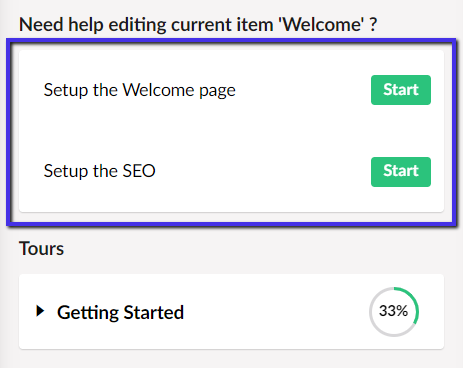 Need help editing current item 'Welcome' ?
Setup the Welcome page Start
Setup the SEO Start
Tours
Getting Started 33%